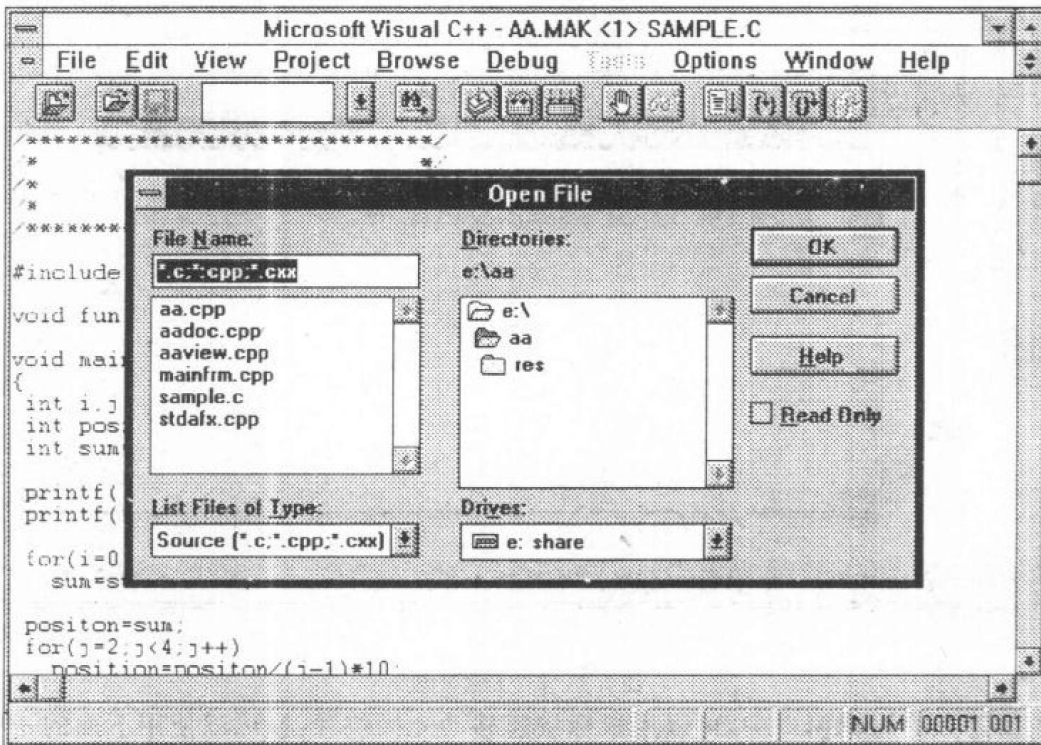 Microsoft Visual C++ - AA.MAK <1> SAMPLE.C
File Edit View Project Browse Debug Tools Options Window Help
/******************************/
/* */
/*
/*
/********
#include
void fun
void main
{
int i,j
int pos
int sum
printf(
printf(
for(i=0
sum=s
positon=sum;
for(j=2;j<4;j++)
position=positon/(j-1)*10;
Open File
File Name:
*.c;*.cpp;*.cxx
aa.cpp
aadoc.cpp
aaview.cpp
mainfrm.cpp
sample.c
stdafx.cpp
List Files of Type:
Source (*.c;*.cpp;*.cxx)
Directories:
e:\aa
e:\
aa
res
Drives:
e: share
OK
Cancel
Help
Read Only
NUM 00001 001